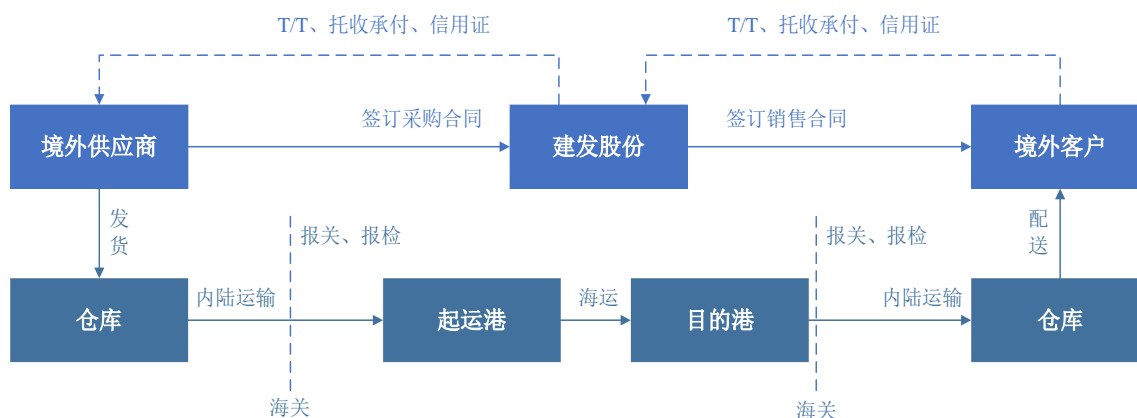 T/T、托收承付、信用证
T/T、托收承付、信用证
境外供应商
签订采购合同
建发股份
签订销售合同
境外客户
发
货
报关、报检
报关、报检
配
送
仓库
内陆运输
起运港
海运
目的港
内陆运输
仓库
海关
海关